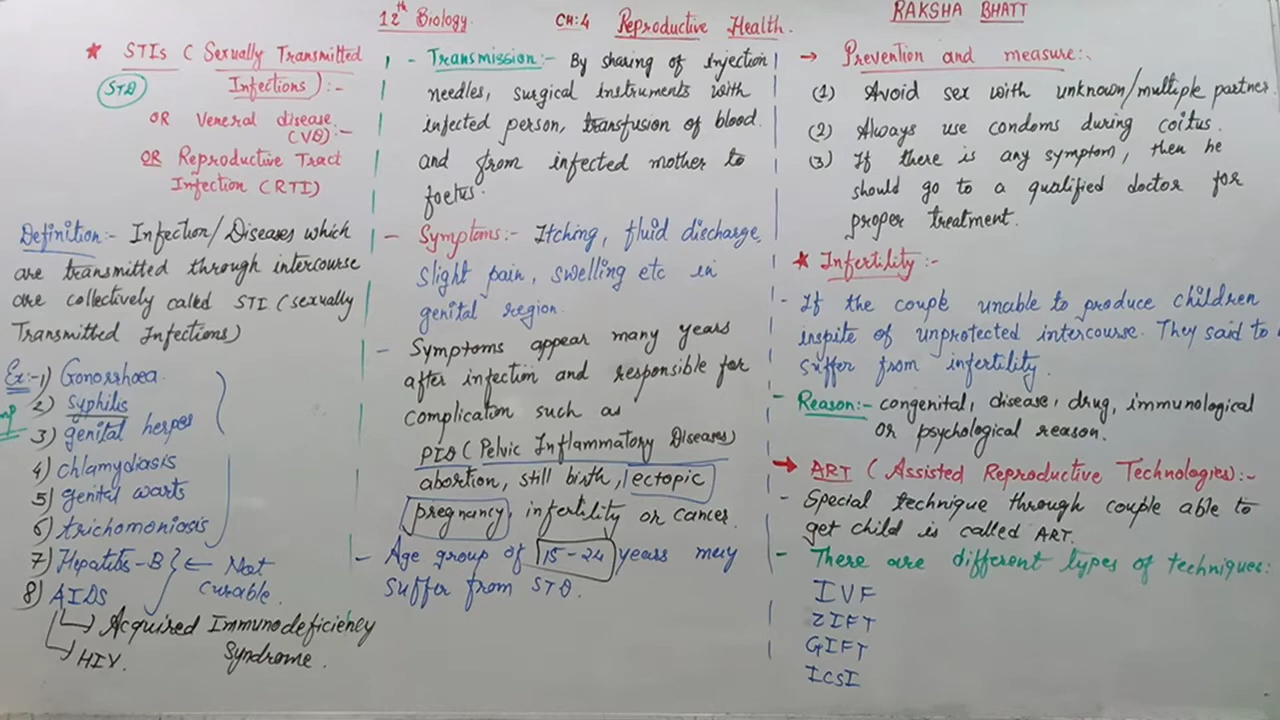 12th Biology. CH:4 Reproductive Health.
RAKSHA BHATT
★ STIs (Sexually Transmitted
STD Infections):-
OR Veneral disease
(VD):-
OR Reproductive Tract
Infection (RTI)
Definition:- Infection/Diseases which
are transmitted through intercourse
are collectively called STI (sexually
Transmitted Infections)
Ex:-1) Gonorrhoea
2) syphilis
3) genital herpes
4) chlamydiasis
5) genital warts
6) trichomoniosis
7) Hepatits-B } ← Not
8) AIDS curable.
↳ Acquired Immunodeficiency
Syndrome.
↳ HIV.
- Transmission:- By sharing of injection
needles, surgical instruments with
infected person, transfusion of blood.
and from infected mother to
foetus.
- Symptoms:- Itching, fluid discharge,
slight pain, swelling etc in
genital region.
- Symptoms appear many years
after infection and responsible for
complication such as
PID (Pelvic Inflammatory Diseases)
abortion, still birth, ectopic
pregnancy, infertility or cancer.
- Age group of 15-24 years may
suffer from STD.
→ Prevention and measure:-
(1) Avoid sex with unknown/multiple partner.
(2) Always use condoms during coitus.
(3) If there is any symptom, then he
should go to a qualified doctor for
proper treatment.
★ Infertility:-
- If the couple unable to produce children
inspite of unprotected intercourse. They said to
suffer from infertility.
- Reason:- congenital, disease, drug, immunological
or psychological reason.
→ ART (Assisted Reproductive Technologies):-
- Special technique through couple able to
get child is called ART.
- There are different types of techniques:
IVF
ZIFT
GIFT
ICSI